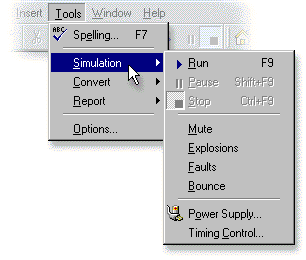 Insert Tools Window Help
ABC Spelling... F7
Simulation
Convert
Report
Options...
Run F9
Pause Shift+F9
Stop Ctrl+F9
Mute
Explosions
Faults
Bounce
Power Supply...
Timing Control...